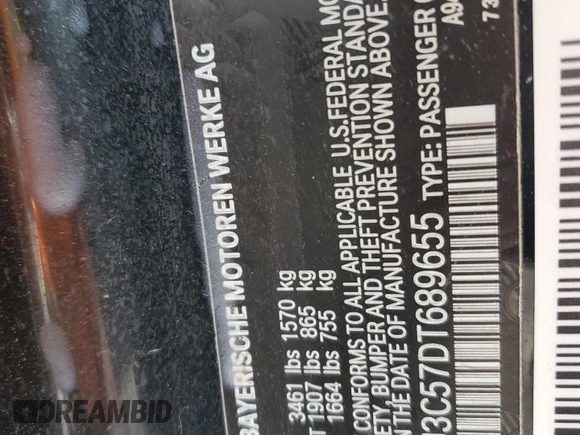 BAYERISCHE MOTOREN WERKE AG
3461 lbs 1570 kg
1907 lbs 865 kg
1664 lbs 755 kg
CONFORMS TO ALL APPLICABLE U.S.FEDERAL MO
ETY, BUMPER AND THEFT PREVENTION STANDA
THE DATE OF MANUFACTURE SHOWN ABOVE.
3C57DT689655 TYPE: PASSENGER
DREAMBID